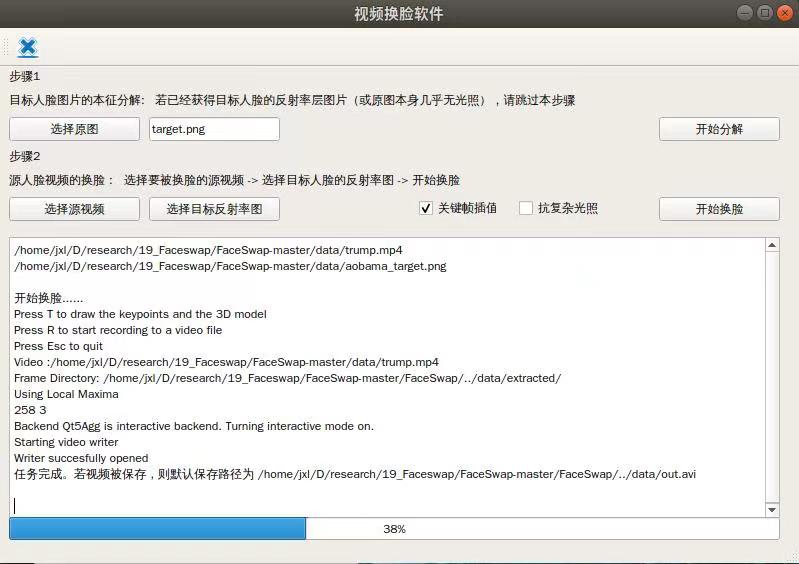 视频换脸软件
步骤1
目标人脸图片的本征分解: 若已经获得目标人脸的反射率层图片（或原图本身几乎无光照），请跳过本步骤
选择原图 target.png 开始分解
步骤2
源人脸视频的换脸： 选择要被换脸的源视频 -> 选择目标人脸的反射率图 -> 开始换脸
选择源视频 选择目标反射率图 关键帧插值 抗复杂光照 开始换脸
/home/jxl/D/research/19_Faceswap/FaceSwap-master/data/trump.mp4
/home/jxl/D/research/19_Faceswap/FaceSwap-master/data/aobama_target.png
开始换脸......
Press T to draw the keypoints and the 3D model
Press R to start recording to a video file
Press Esc to quit
Video :/home/jxl/D/research/19_Faceswap/FaceSwap-master/data/trump.mp4
Frame Directory: /home/jxl/D/research/19_Faceswap/FaceSwap-master/FaceSwap/../data/extracted/
Using Local Maxima
258 3
Backend Qt5Agg is interactive backend. Turning interactive mode on.
Starting video writer
Writer succesfully opened
任务完成。若视频被保存，则默认保存路径为 /home/jxl/D/research/19_Faceswap/FaceSwap-master/FaceSwap/../data/out.avi
38%